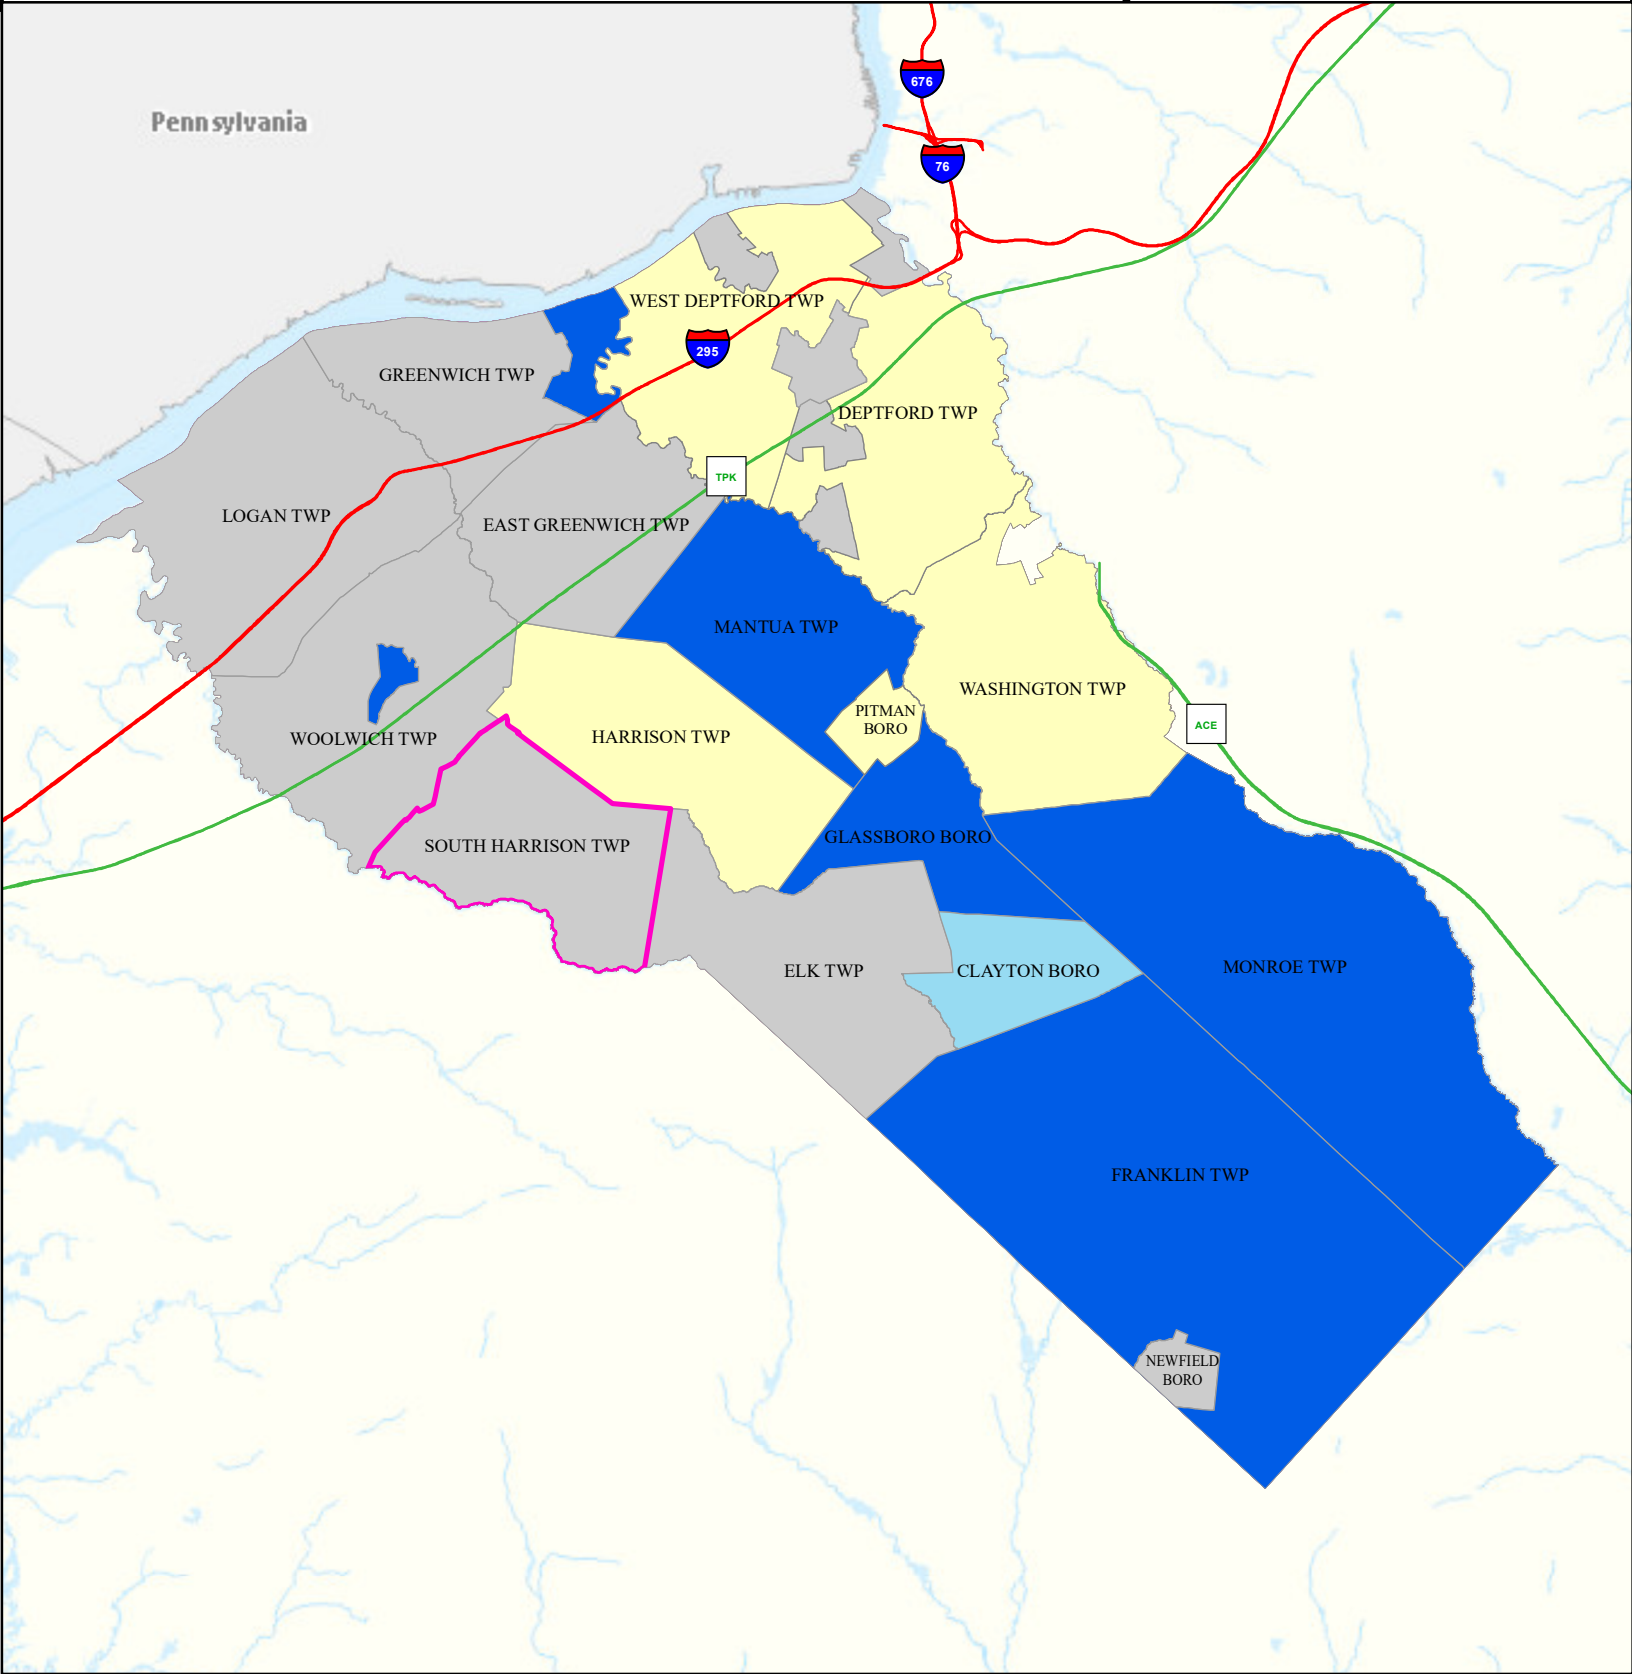 676
Pennsylvania
76
WEST DEPTFORD TWP
295
GREENWICH TWP
DEPTFORD TWP
TPK
LOGAN TWP
EAST GREENWICH TWP
MANTUA TWP
WASHINGTON TWP
PITMAN
BORO
ACE
WOOLWICH TWP
HARRISON TWP
GLASSBORO BORO
SOUTH HARRISON TWP
ELK TWP
CLAYTON BORO
MONROE TWP
FRANKLIN TWP
NEWFIELD
BORO